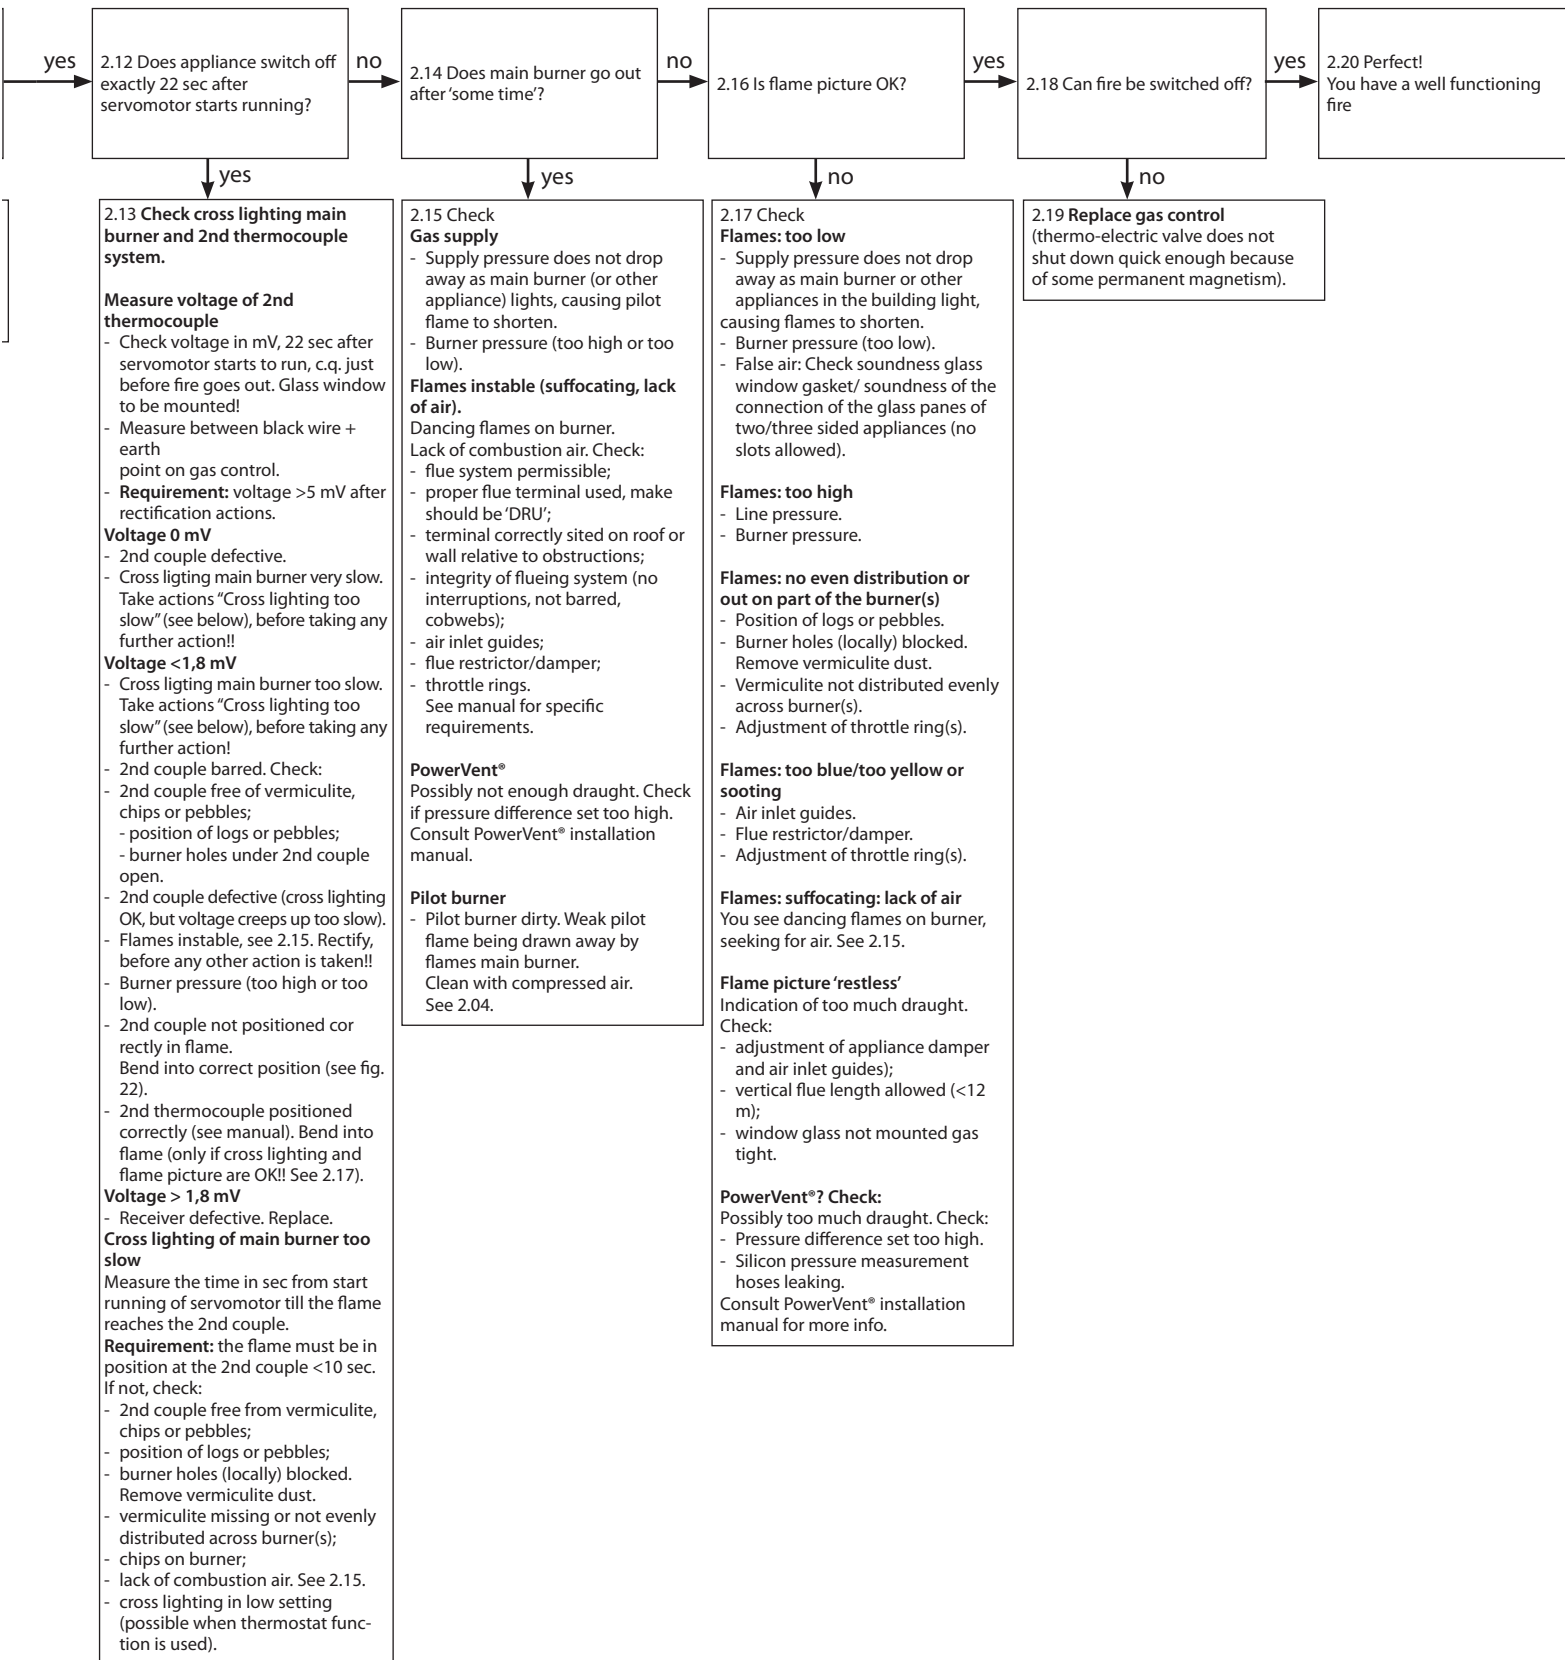 yes
2.12 Does appliance switch off
exactly 22 sec after
servomotor starts running?
no
2.14 Does main burner go out
after ‘some time’?
no
2.16 Is flame picture OK?
yes
2.18 Can fire be switched off?
yes
2.20 Perfect!
You have a well functioning
fire
yes
yes
no
no
2.13 Check cross lighting main
burner and 2nd thermocouple
system.
Measure voltage of 2nd
thermocouple
- Check voltage in mV, 22 sec after
servomotor starts to run, c.q. just
before fire goes out. Glass window
to be mounted!
- Measure between black wire +
earth
point on gas control.
- Requirement: voltage >5 mV after
rectification actions.
Voltage 0 mV
- 2nd couple defective.
- Cross ligting main burner very slow.
Take actions “Cross lighting too
slow” (see below), before taking any
further action!!
Voltage <1,8 mV
- Cross ligting main burner too slow.
Take actions “Cross lighting too
slow” (see below), before taking any
further action!
- 2nd couple barred. Check:
- 2nd couple free of vermiculite,
chips or pebbles;
- position of logs or pebbles;
- burner holes under 2nd couple
open.
- 2nd couple defective (cross lighting
OK, but voltage creeps up too slow).
- Flames instable, see 2.15. Rectify,
before any other action is taken!!
- Burner pressure (too high or too
low).
- 2nd couple not positioned cor
rectly in flame.
Bend into correct position (see fig.
22).
- 2nd thermocouple positioned
correctly (see manual). Bend into
flame (only if cross lighting and
flame picture are OK!! See 2.17).
Voltage > 1,8 mV
- Receiver defective. Replace.
Cross lighting of main burner too
slow
Measure the time in sec from start
running of servomotor till the flame
reaches the 2nd couple.
Requirement: the flame must be in
position at the 2nd couple <10 sec.
If not, check:
- 2nd couple free from vermiculite,
chips or pebbles;
- position of logs or pebbles;
- burner holes (locally) blocked.
Remove vermiculite dust.
- vermiculite missing or not evenly
distributed across burner(s);
- chips on burner;
- lack of combustion air. See 2.15.
- cross lighting in low setting
(possible when thermostat func-
tion is used).
2.15 Check
Gas supply
- Supply pressure does not drop
away as main burner (or other
appliance) lights, causing pilot
flame to shorten.
- Burner pressure (too high or too
low).
Flames instable (suffocating, lack
of air).
Dancing flames on burner.
Lack of combustion air. Check:
- flue system permissible;
- proper flue terminal used, make
should be ‘DRU’;
- terminal correctly sited on roof or
wall relative to obstructions;
- integrity of flueing system (no
interruptions, not barred,
cobwebs);
- air inlet guides;
- flue restrictor/damper;
- throttle rings.
See manual for specific
requirements.
PowerVent®
Possibly not enough draught. Check
if pressure difference set too high.
Consult PowerVent® installation
manual.
Pilot burner
- Pilot burner dirty. Weak pilot
flame being drawn away by
flames main burner.
Clean with compressed air.
See 2.04.
2.17 Check
Flames: too low
- Supply pressure does not drop
away as main burner or other
appliances in the building light,
causing flames to shorten.
- Burner pressure (too low).
- False air: Check soundness glass
window gasket/ soundness of the
connection of the glass panes of
two/three sided appliances (no
slots allowed).
Flames: too high
- Line pressure.
- Burner pressure.
Flames: no even distribution or
out on part of the burner(s)
- Position of logs or pebbles.
- Burner holes (locally) blocked.
Remove vermiculite dust.
- Vermiculite not distributed evenly
across burner(s).
- Adjustment of throttle ring(s).
Flames: too blue/too yellow or
sooting
- Air inlet guides.
- Flue restrictor/damper.
- Adjustment of throttle ring(s).
Flames: suffocating: lack of air
You see dancing flames on burner,
seeking for air. See 2.15.
Flame picture ‘restless’
Indication of too much draught.
Check:
- adjustment of appliance damper
and air inlet guides);
- vertical flue length allowed (<12
m);
- window glass not mounted gas
tight.
PowerVent®? Check:
Possibly too much draught. Check:
- Pressure difference set too high.
- Silicon pressure measurement
hoses leaking.
Consult PowerVent® installation
manual for more info.
2.19 Replace gas control
(thermo-electric valve does not
shut down quick enough because
of some permanent magnetism).